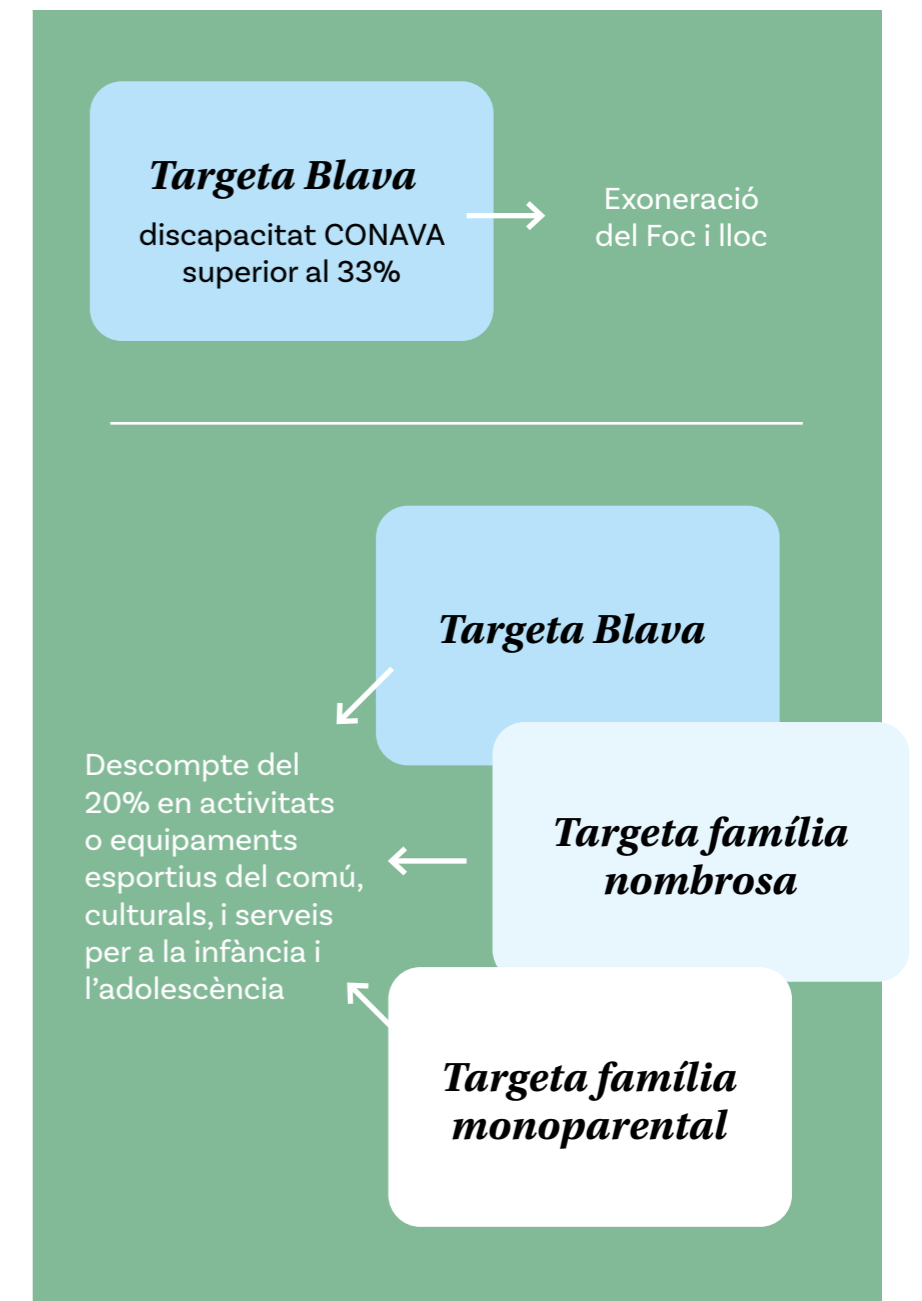 Targeta Blava
discapacitat CONAVA
superior al 33%
Exoneració
del Foc i lloc
Targeta Blava
Descompte del
20% en activitats
o equipaments
esportius del comú,
culturals, i serveis
per a la infància i
l’adolescència
Targeta família
nombrosa
Targeta família
monoparental